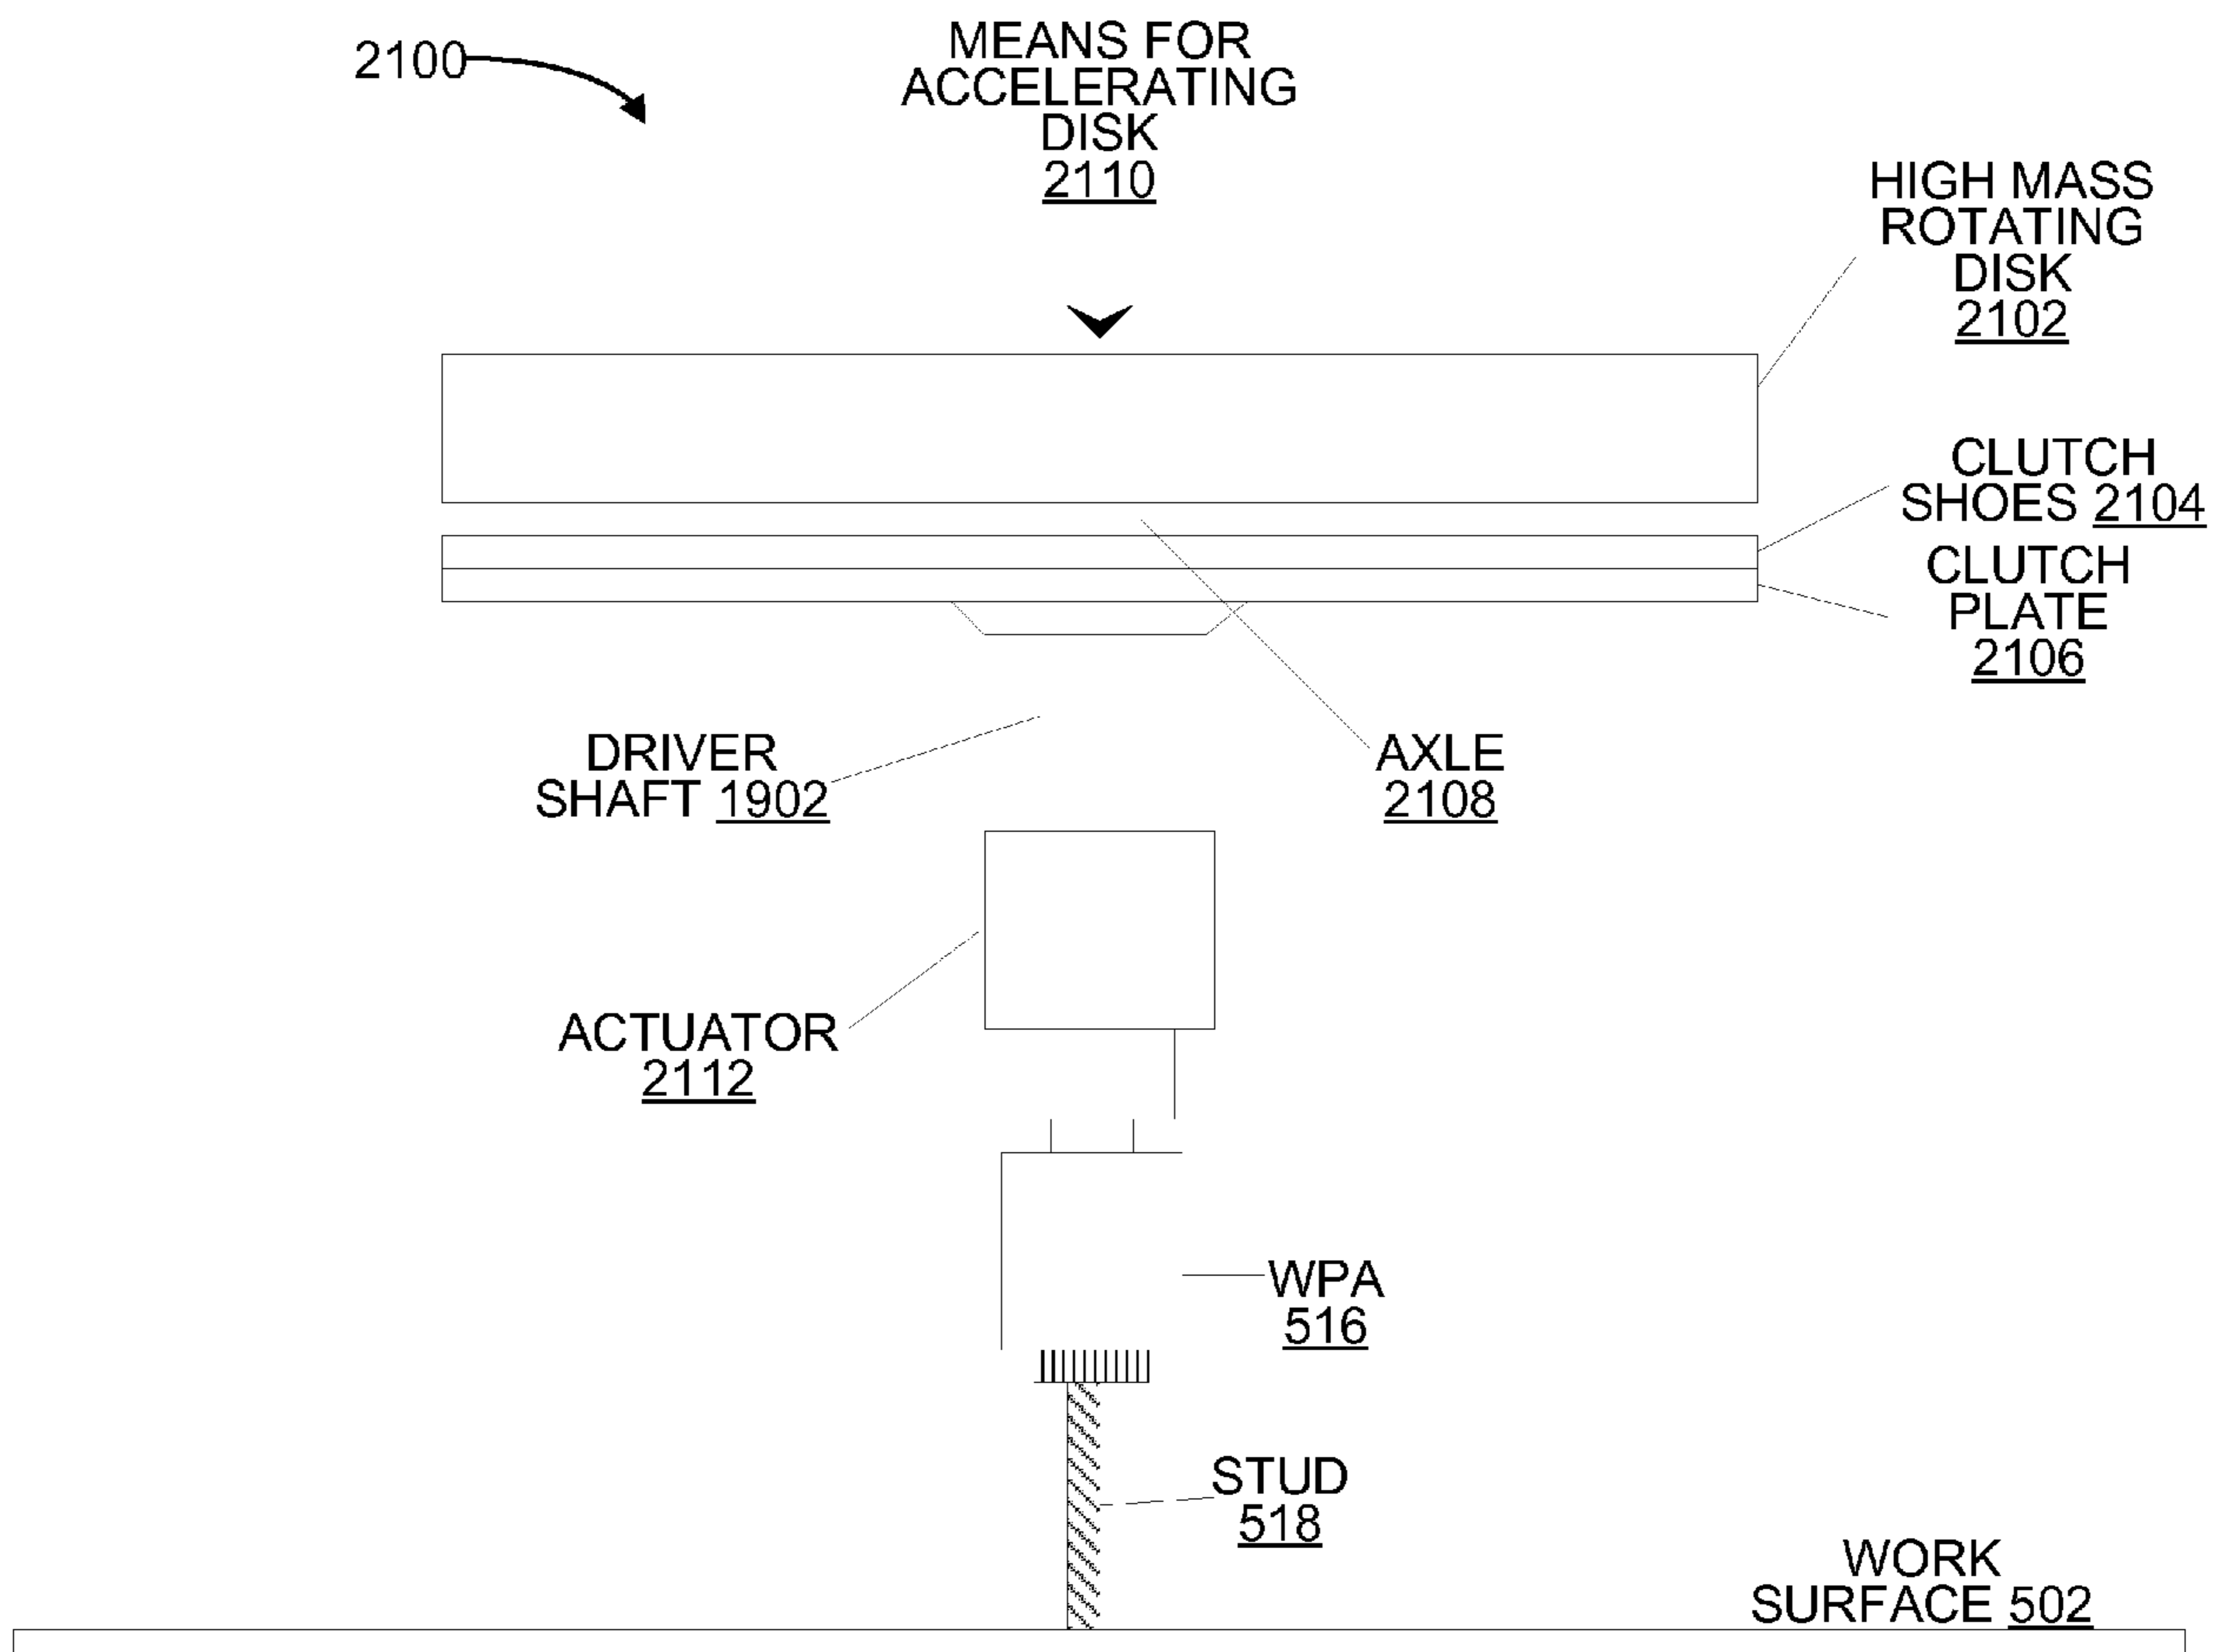 2100
MEANS FOR
ACCELERATING
DISK
2110
HIGH MASS
ROTATING
DISK
2102
CLUTCH
SHOES 2104
CLUTCH
PLATE
2106
DRIVER
SHAFT 1902
AXLE
2108
ACTUATOR
2112
WPA
516
STUD
518
WORK
SURFACE 502